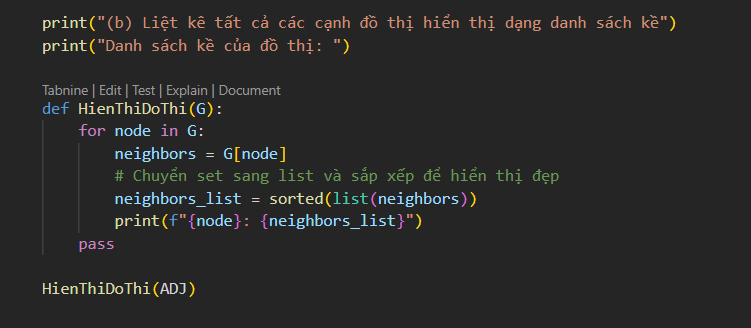 print("(b) Liệt kê tất cả các cạnh đồ thị hiển thị dạng danh sách kề")
print("Danh sách kề của đồ thị: ")
Tabnine | Edit | Test | Explain | Document
def HienThiDoThi(G):
    for node in G:
        neighbors = G[node]
        # Chuyển set sang list và sắp xếp để hiển thị đẹp
        neighbors_list = sorted(list(neighbors))
        print(f"{node}: {neighbors_list}")
    pass
HienThiDoThi(ADJ)